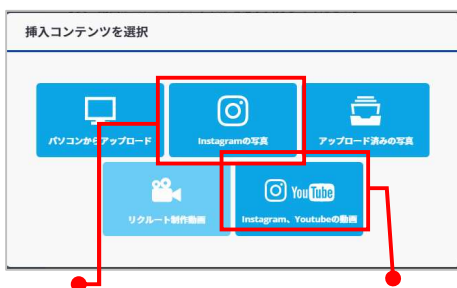 挿入コンテンツを選択
パソコンからアップロード
Instagramの写真
アップロード済みの写真
リクルート制作動画
YouTube
Instagram、Youtubeの動画